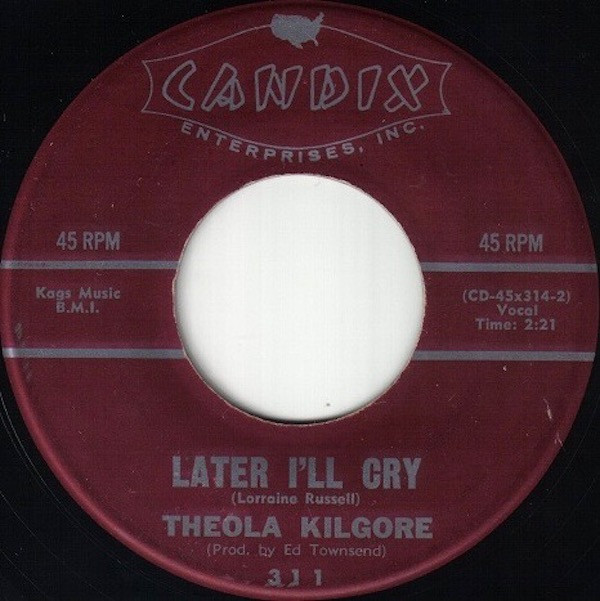 CANDIX
ENTERPRISES, INC.
45 RPM
45 RPM
Kags Music
B.M.I.
(CD-45x314-2)
Vocal
Time: 2:21
LATER I'LL CRY
(Lorraine Russell)
THEOLA KILGORE
(Prod. by Ed Townsend)
311